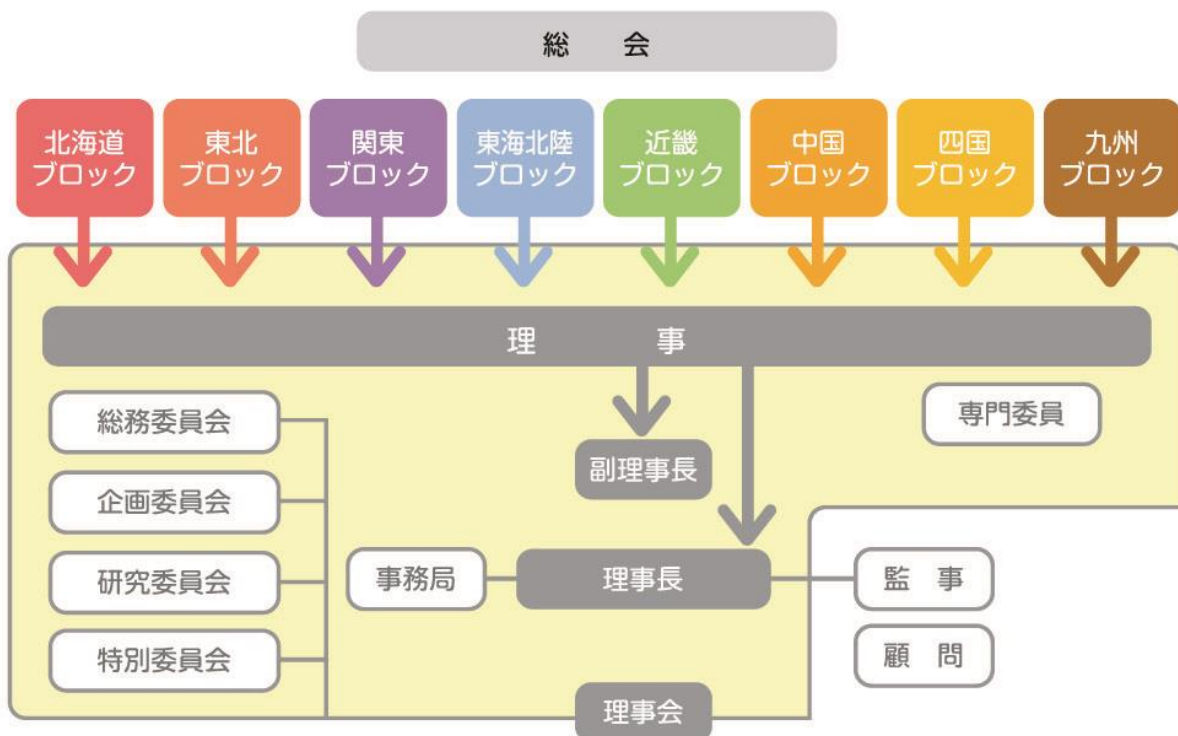 総　会
北海道
ブロック
東北
ブロック
関東
ブロック
東海北陸
ブロック
近畿
ブロック
中国
ブロック
四国
ブロック
九州
ブロック
理　事
総務委員会
専門委員
副理事長
企画委員会
研究委員会
事務局
理事長
監　事
特別委員会
顧　問
理事会